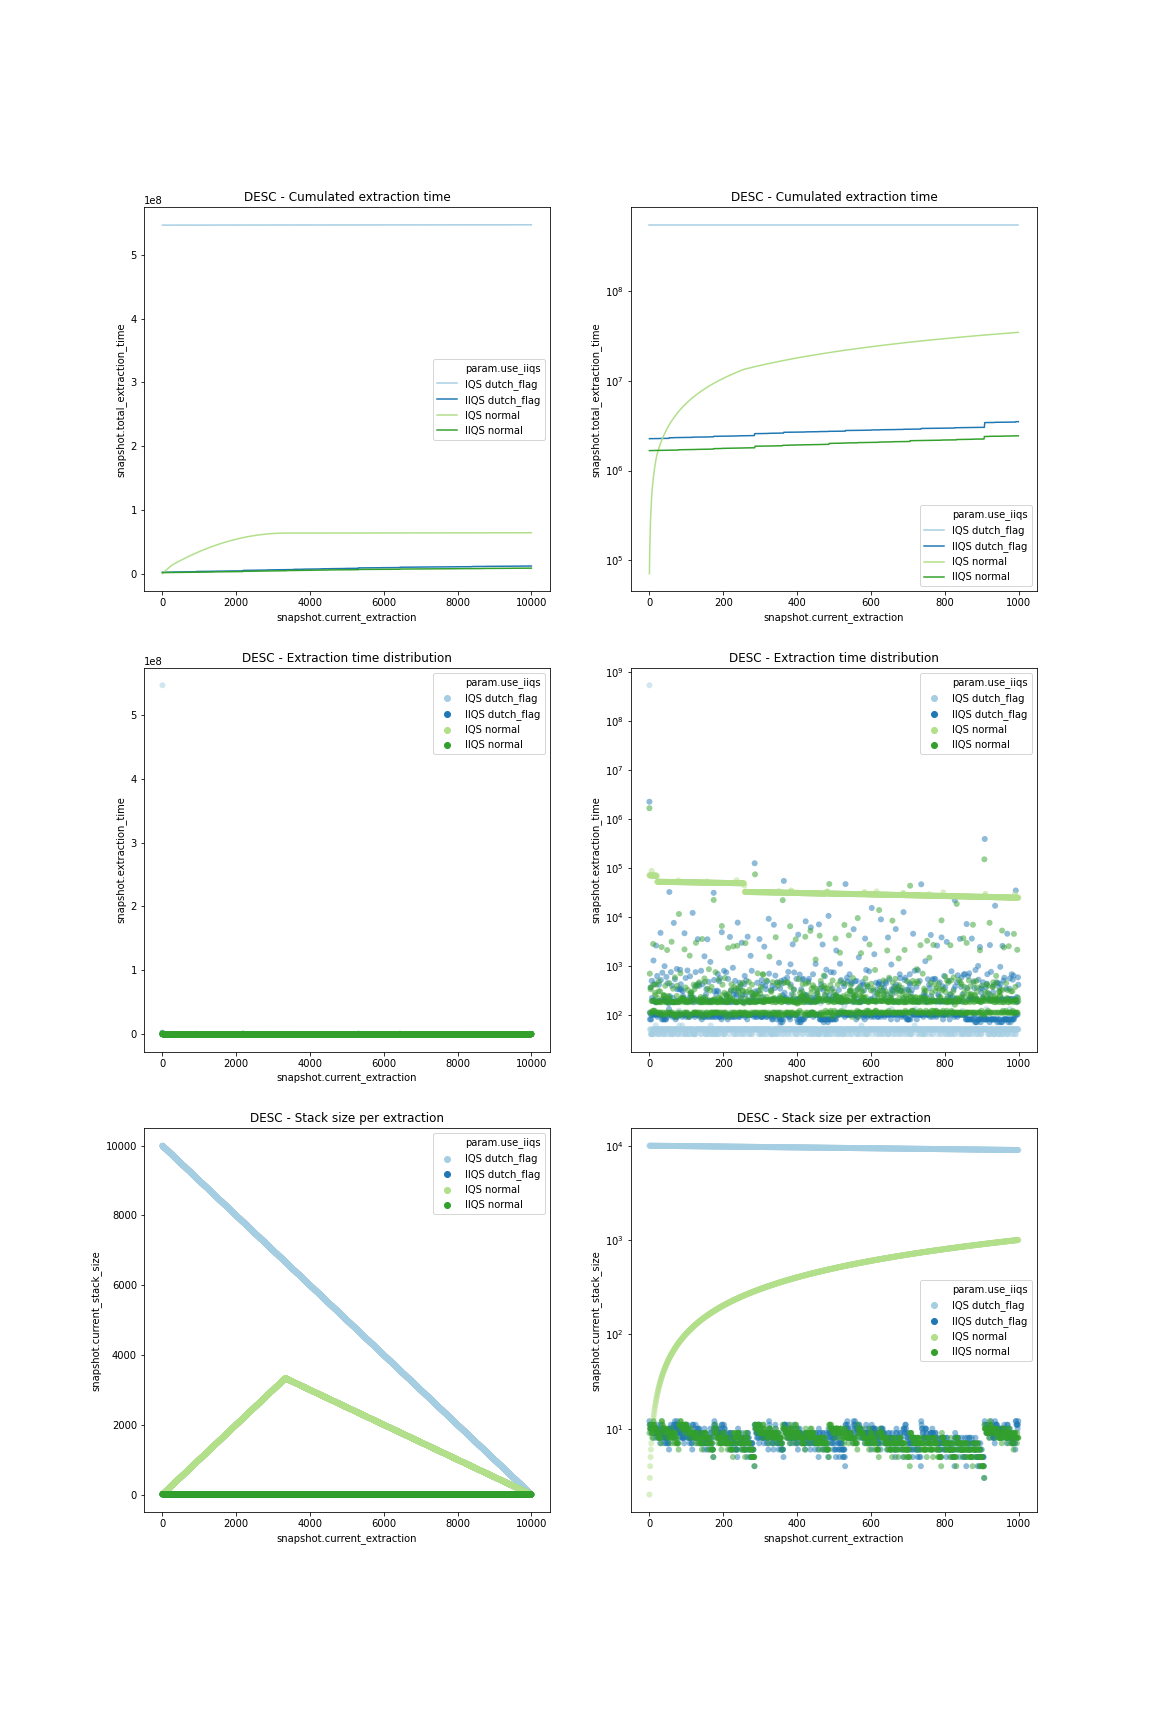 DESC - Cumulated extraction time
1e8
5
4
3
2
1
0
snapshot.total_extraction_time
param.use_iiqs
IQS dutch_flag
IIQS dutch_flag
IQS normal
IIQS normal
0 2000 4000 6000 8000 10000
snapshot.current_extraction
DESC - Cumulated extraction time
10^8
10^7
10^6
10^5
snapshot.total_extraction_time
param.use_iiqs
IQS dutch_flag
IIQS dutch_flag
IQS normal
IIQS normal
0 200 400 600 800 1000
snapshot.current_extraction
DESC - Extraction time distribution
1e8
5
4
3
2
1
0
snapshot.extraction_time
param.use_iiqs
IQS dutch_flag
IIQS dutch_flag
IQS normal
IIQS normal
0 2000 4000 6000 8000 10000
snapshot.current_extraction
DESC - Extraction time distribution
10^9
10^8
10^7
10^6
10^5
10^4
10^3
10^2
snapshot.extraction_time
param.use_iiqs
IQS dutch_flag
IIQS dutch_flag
IQS normal
IIQS normal
0 200 400 600 800 1000
snapshot.current_extraction
DESC - Stack size per extraction
10000
8000
6000
4000
2000
0
snapshot.current_stack_size
param.use_iiqs
IQS dutch_flag
IIQS dutch_flag
IQS normal
IIQS normal
0 2000 4000 6000 8000 10000
snapshot.current_extraction
DESC - Stack size per extraction
10^4
10^3
10^2
10^1
snapshot.current_stack_size
param.use_iiqs
IQS dutch_flag
IIQS dutch_flag
IQS normal
IIQS normal
0 200 400 600 800 1000
snapshot.current_extraction